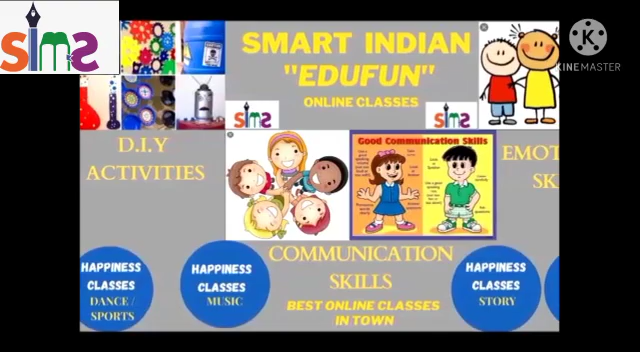 sims
SMART INDIAN
"EDUFUN"
ONLINE CLASSES
KINEMASTER
sims
sims
D.I.Y
ACTIVITIES
Good Communication Skills
EMOT
SK
COMMUNICATION
SKILLS
BEST ONLINE CLASSES
IN TOWN
HAPPINESS
CLASSES
DANCE /
SPORTS
HAPPINESS
CLASSES
MUSIC
HAPPINESS
CLASSES
STORY